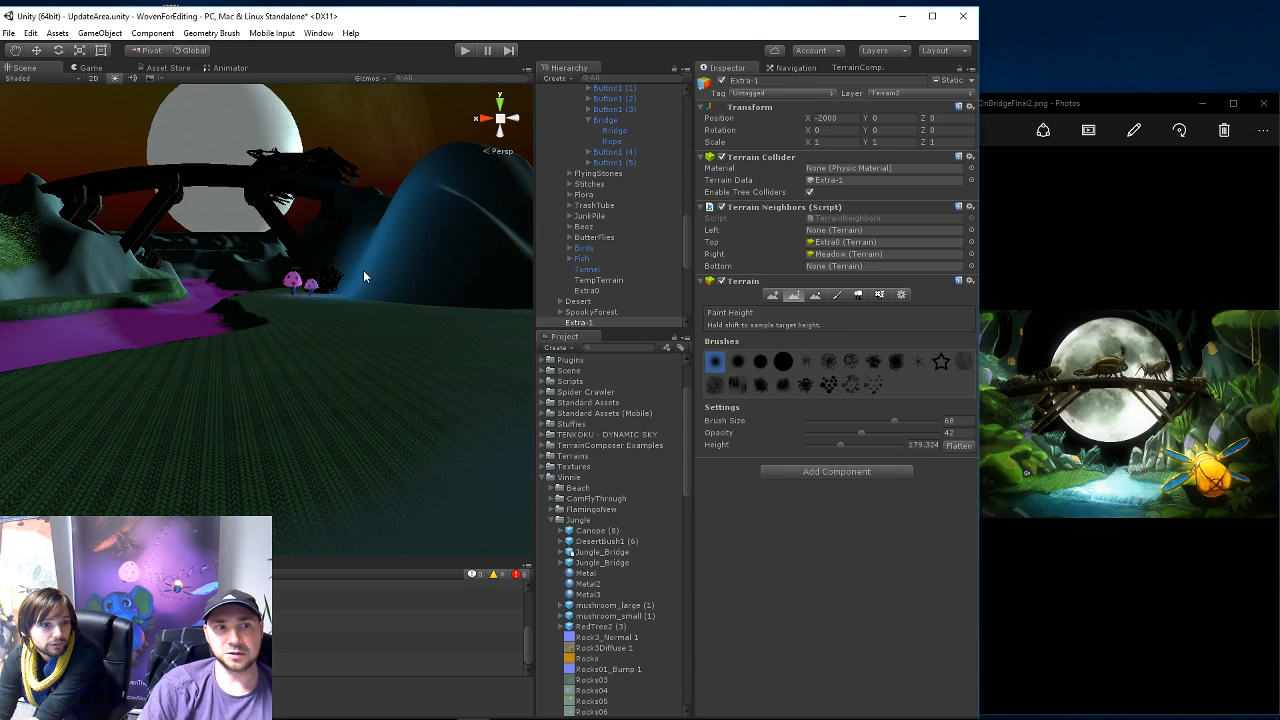 Unity (64bit) - UpdateArea.unity - WovenForEditing - PC, Mac & Linux Standalone* <DX11>
File Edit Assets GameObject Component Geometry Brush Mobile Input Window Help
Pivot Global
Account Layers Layout
Scene Game Asset Store Animator
Shaded 2D Gizmos All
y
x
Persp
Hierarchy
Create All
Button1 (1)
Button1 (2)
Button1 (3)
Bridge
Bridge
Rope
Button1 (4)
Button1 (5)
FlyingStones
Stitches
Flora
TrashTube
JunkPile
Beez
ButterFlies
Birds
Fish
Tunnel
TempTerrain
Extra0
Desert
SpookyForest
Extra-1
Project
Create
Plugins
Scene
Scripts
Spider Crawler
Standard Assets
Standard Assets (Mobile)
Stuffies
TENKOKU - DYNAMIC SKY
TerrainComposer Examples
Terrains
Textures
Vinnie
Beach
CamFlyThrough
FlamingoNew
Jungle
Canope (8)
DesertBush1 (6)
Jungle_Bridge
Jungle_Bridge
Metal
Metal2
Metal3
mushroom_large (1)
mushroom_small (1)
RedTree2 (3)
Rock3_Normal 1
Rock3Diffuse 1
Rocks
Rocks01_Bump 1
Rocks03
Rocks04
Rocks05
Rocks06
0 4 6
Inspector Navigation TerrainComp.
Extra-1 Static
Tag Untagged Layer Terrain2
Transform
Position X -2000 Y 0 Z 0
Rotation X 0 Y 0 Z 0
Scale X 1 Y 1 Z 1
Terrain Collider
Material None (Physic Material)
Terrain Data Extra-1
Enable Tree Colliders
Terrain Neighbors (Script)
Script TerrainNeighbors
Left None (Terrain)
Top Extra0 (Terrain)
Right Meadow (Terrain)
Bottom None (Terrain)
Terrain
Paint Height
Hold shift to sample target height.
Brushes
Settings
Brush Size 68
Opacity 42
Height 179.324 Flatten
Add Component
OnBridgeFinal2.png - Photos